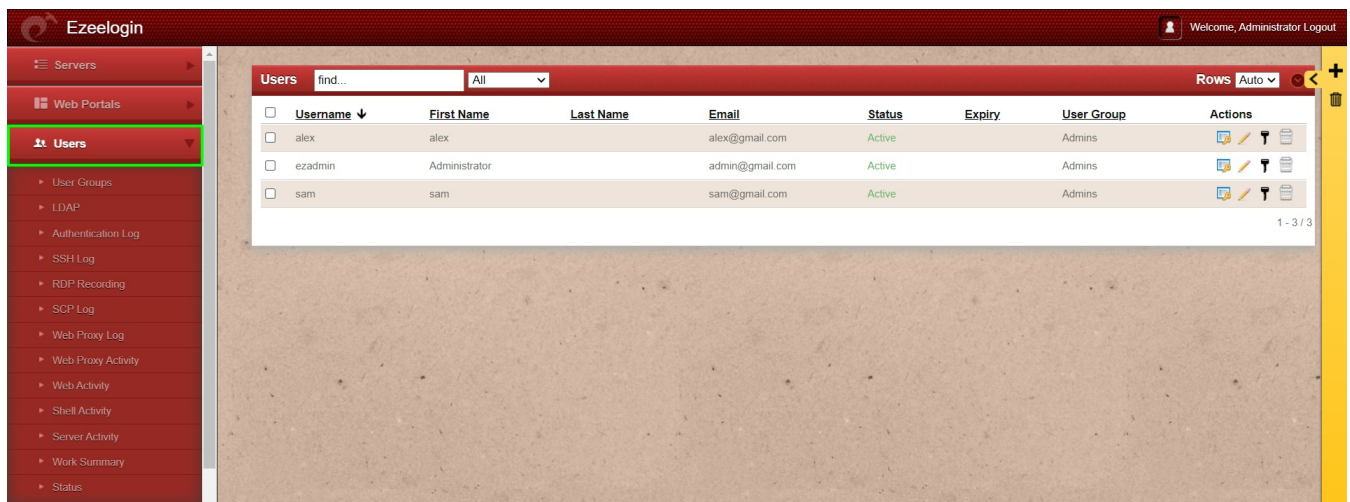 Ezeelogin
Welcome, Administrator Logout
Servers
Web Portals
Users
User Groups
LDAP
Authentication Log
SSH Log
RDP Recording
SCP Log
Web Proxy Log
Web Proxy Activity
Web Activity
Shell Activity
Server Activity
Work Summary
Status
Users find... All Rows Auto
Username First Name Last Name Email Status Expiry User Group Actions
alex alex alex@gmail.com Active Admins
ezadmin Administrator admin@gmail.com Active Admins
sam sam sam@gmail.com Active Admins
1 - 3 / 3